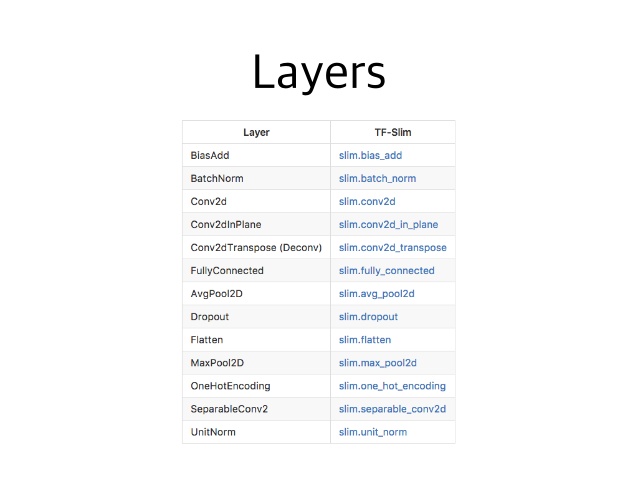 Layers
Layer TF-Slim
BiasAdd slim.bias_add
BatchNorm slim.batch_norm
Conv2d slim.conv2d
Conv2dInPlane slim.conv2d_in_plane
Conv2dTranspose (Deconv) slim.conv2d_transpose
FullyConnected slim.fully_connected
AvgPool2D slim.avg_pool2d
Dropout slim.dropout
Flatten slim.flatten
MaxPool2D slim.max_pool2d
OneHotEncoding slim.one_hot_encoding
SeparableConv2 slim.separable_conv2d
UnitNorm slim.unit_norm